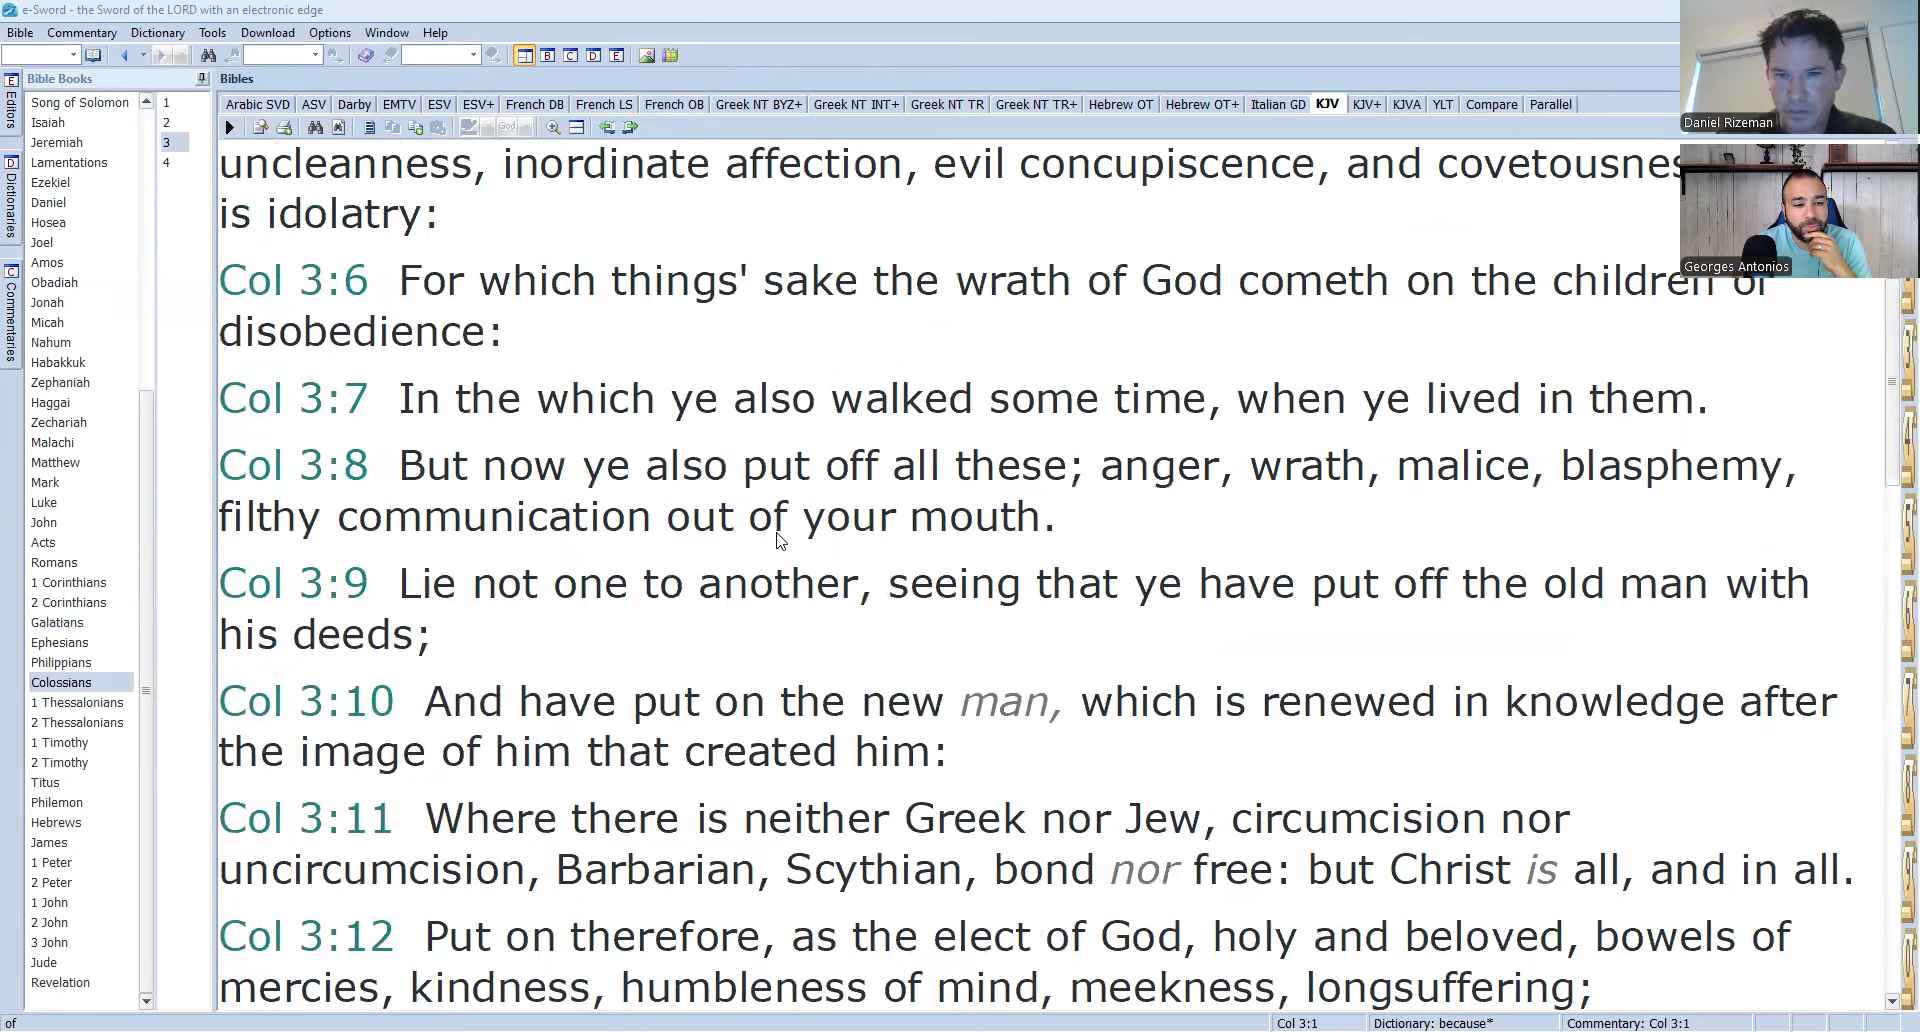 e-Sword - the Sword of the LORD with an electronic edge
Bible Commentary Dictionary Tools Download Options Window Help
B C D E
Bible Books
Bibles
E Editors
D Dictionaries
C Commentaries
Song of Solomon
Isaiah
Jeremiah
Lamentations
Ezekiel
Daniel
Hosea
Joel
Amos
Obadiah
Jonah
Micah
Nahum
Habakkuk
Zephaniah
Haggai
Zechariah
Malachi
Matthew
Mark
Luke
John
Acts
Romans
1 Corinthians
2 Corinthians
Galatians
Ephesians
Philippians
Colossians
1 Thessalonians
2 Thessalonians
1 Timothy
2 Timothy
Titus
Philemon
Hebrews
James
1 Peter
2 Peter
1 John
2 John
3 John
Jude
Revelation
1
2
3
4
Arabic SVD ASV Darby EMTV ESV ESV+ French DB French LS French OB Greek NT BYZ+ Greek NT INT+ Greek NT TR Greek NT TR+ Hebrew OT Hebrew OT+ Italian GD KJV KJV+ KJVA YLT Compare Parallel
God
uncleanness, inordinate affection, evil concupiscence, and covetousnes
is idolatry:
Col 3:6 For which things' sake the wrath of God cometh on the children of
disobedience:
Col 3:7 In the which ye also walked some time, when ye lived in them.
Col 3:8 But now ye also put off all these; anger, wrath, malice, blasphemy,
filthy communication out of your mouth.
Col 3:9 Lie not one to another, seeing that ye have put off the old man with
his deeds;
Col 3:10 And have put on the new man, which is renewed in knowledge after
the image of him that created him:
Col 3:11 Where there is neither Greek nor Jew, circumcision nor
uncircumcision, Barbarian, Scythian, bond nor free: but Christ is all, and in all.
Col 3:12 Put on therefore, as the elect of God, holy and beloved, bowels of
mercies, kindness, humbleness of mind, meekness, longsuffering;
Daniel Rizeman
Georges Antonios
of
Col 3:1
Dictionary: because*
Commentary: Col 3:1